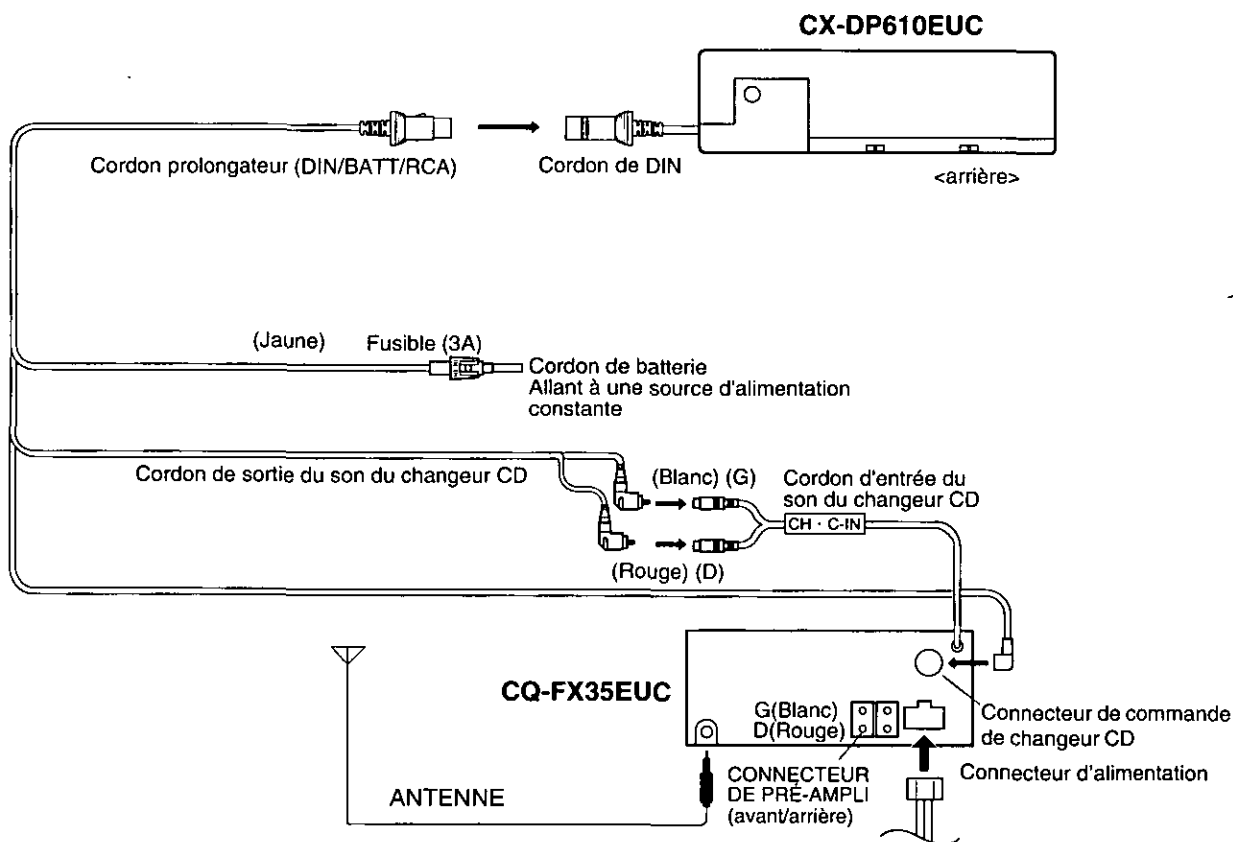 CX-DP610EUC
Cordon prolongateur (DIN/BATT/RCA)
Cordon de DIN
<arrière>
(Jaune)
Fusible (3A)
Cordon de batterie
Allant à une source d'alimentation
constante
Cordon de sortie du son du changeur CD
(Blanc) (G)
Cordon d'entrée du
son du changeur CD
CH · C-IN
(Rouge) (D)
CQ-FX35EUC
G(Blanc)
D(Rouge)
Connecteur de commande
de changeur CD
CONNECTEUR
DE PRÉ-AMPLI
(avant/arrière)
Connecteur d'alimentation
ANTENNE